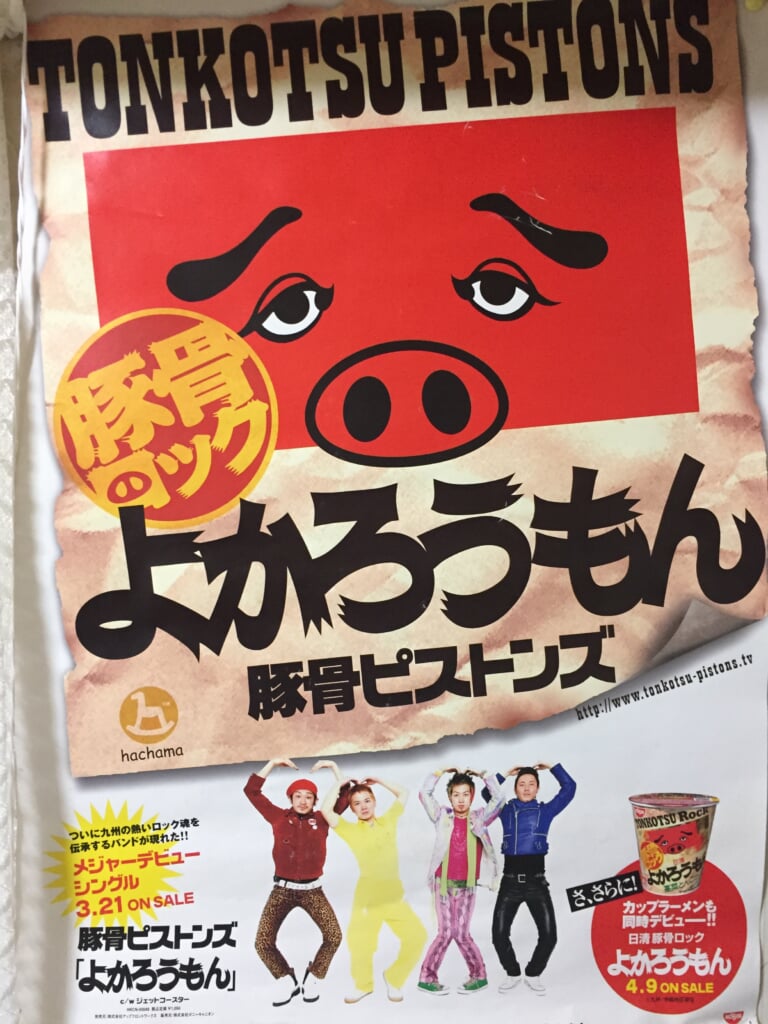 TONKOTSU PISTONS
豚骨
ロック
よかろうもん
豚骨ピストンズ
http://www.tonkotsu-pistons.tv
hachama
ついに九州の熱いロック魂を
伝承するバンドが現れた!!
メジャーデビュー
シングル
3.21 ON SALE
豚骨ピストンズ
「よかろうもん」
c/w ジェットコースター
TONKOTSU Rock
豚骨
ロック
よかろうもん
さ、さらに!
カップラーメンも
同時デビュー!!
日清 豚骨ロック
よかろうもん
4.9 ON SALE